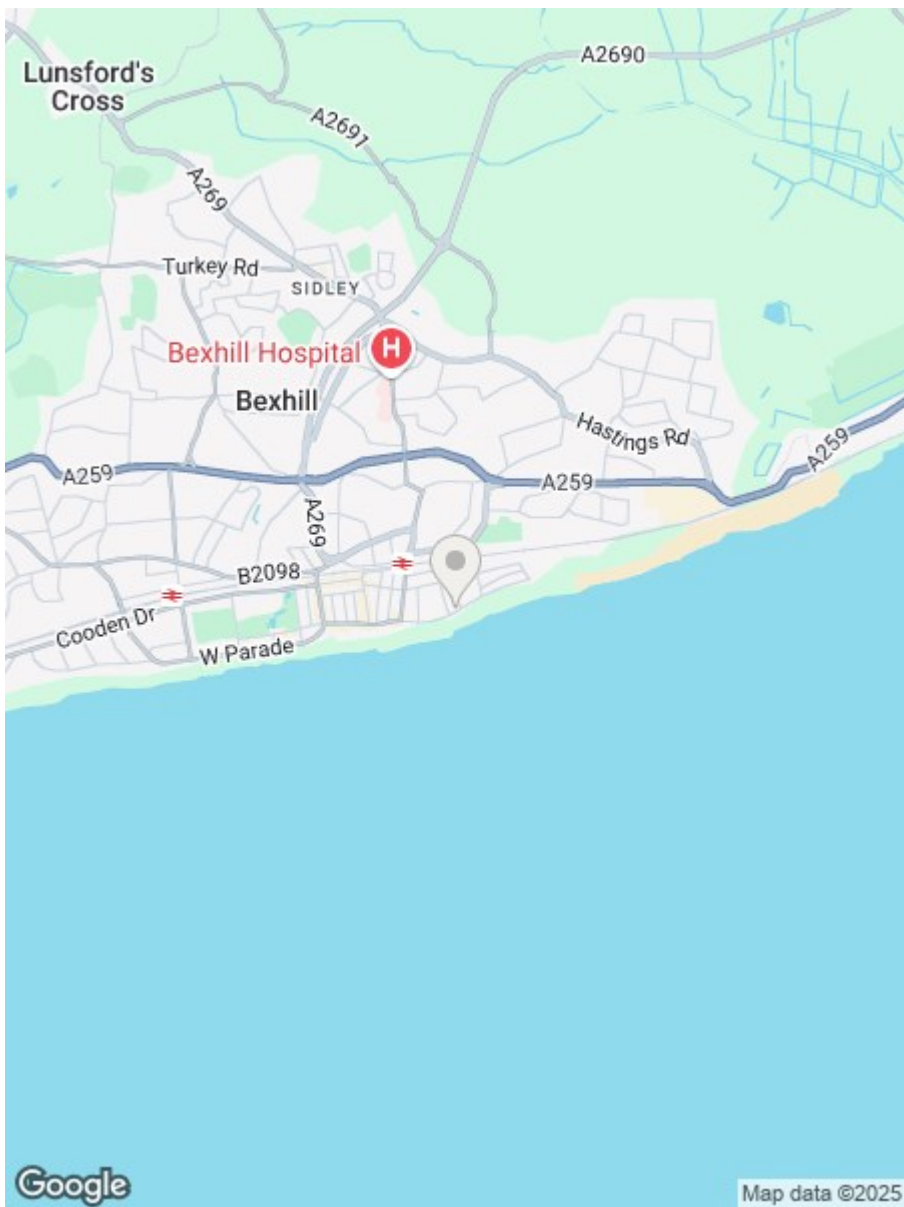 A2690
Lunsford's
Cross
A2691
A269
Turkey Rd
SIDLEY
Bexhill Hospital H
Bexhill
Hastings Rd
A259
A259
A259
A269
B2098
Cooden Dr
W Parade
Google
Map data ©2025